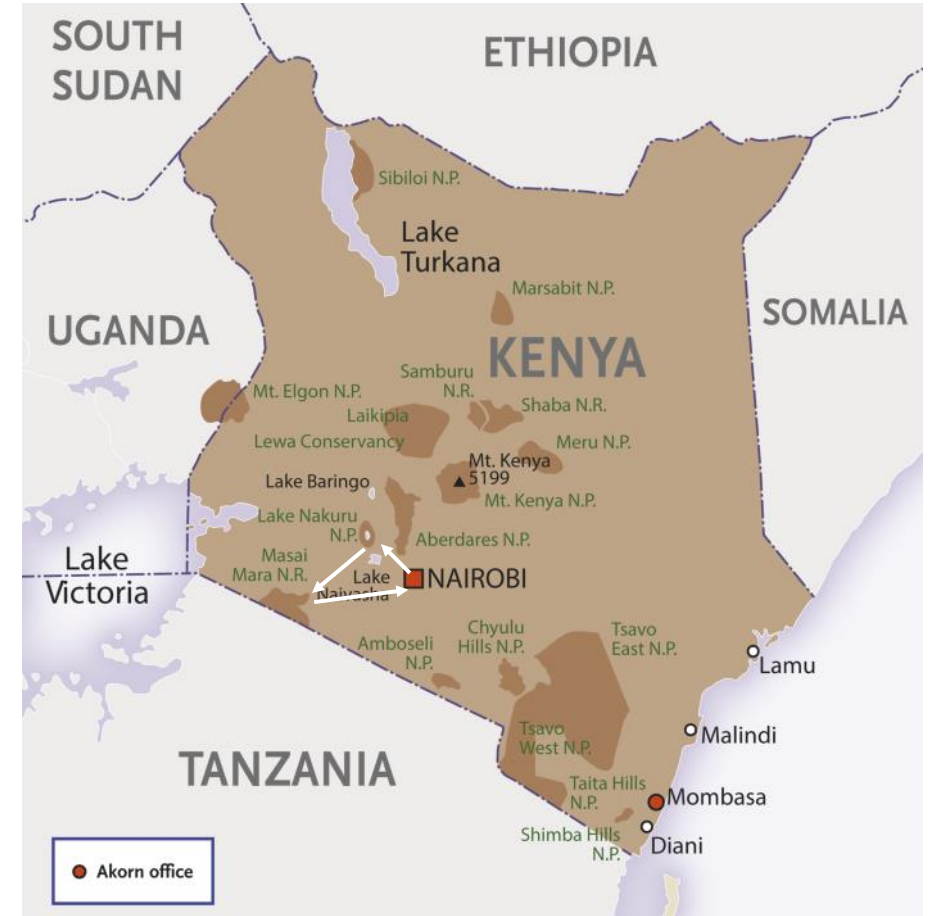 SOUTH
SUDAN
ETHIOPIA
Sibiloi N.P.
Lake
Turkana
Marsabit N.P.
SOMALIA
UGANDA
KENYA
Samburu
N.R.
Mt. Elgon N.P.
Shaba N.R.
Laikipia
Lewa Conservancy
Meru N.P.
Mt. Kenya
5199
Lake Baringo
Mt. Kenya N.P.
Lake Nakuru
N.P.
Aberdares N.P.
Lake
Victoria
Masai
Mara N.R.
Lake
Naivasha
NAIROBI
Amboseli
N.P.
Chyulu
Hills N.P.
Tsavo
East N.P.
Lamu
Malindi
Tsavo
West N.P.
TANZANIA
Taita Hills
N.P.
Mombasa
Shimba Hills
N.P.
Diani
Akorn office